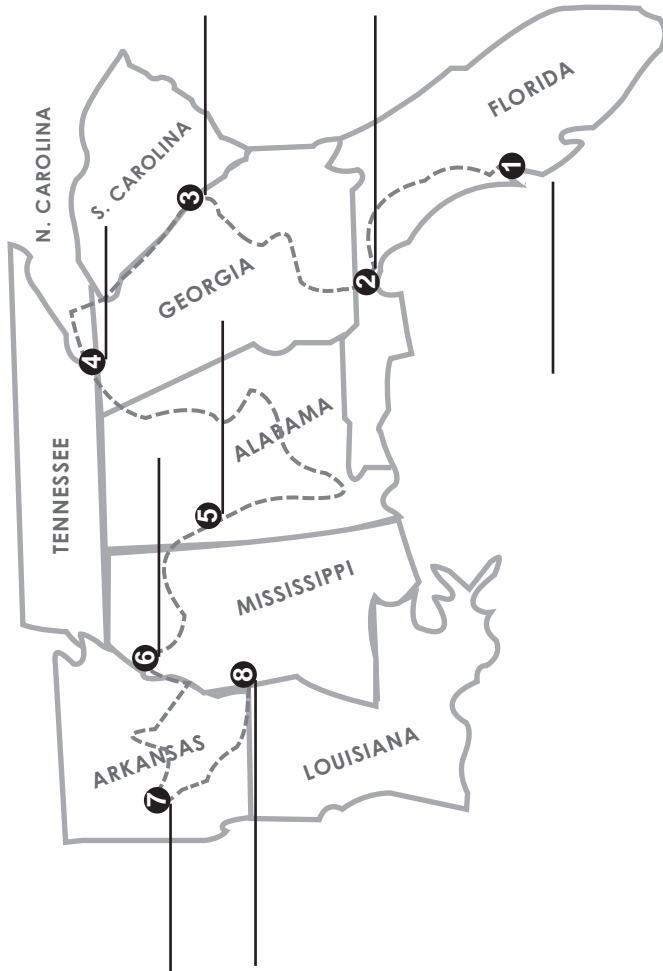 N. CAROLINA
S. CAROLINA
TENNESSEE
GEORGIA
ALABAMA
FLORIDA
MISSISSIPPI
ARKANSAS
LOUISIANA
1
2
3
4
5
6
7
8